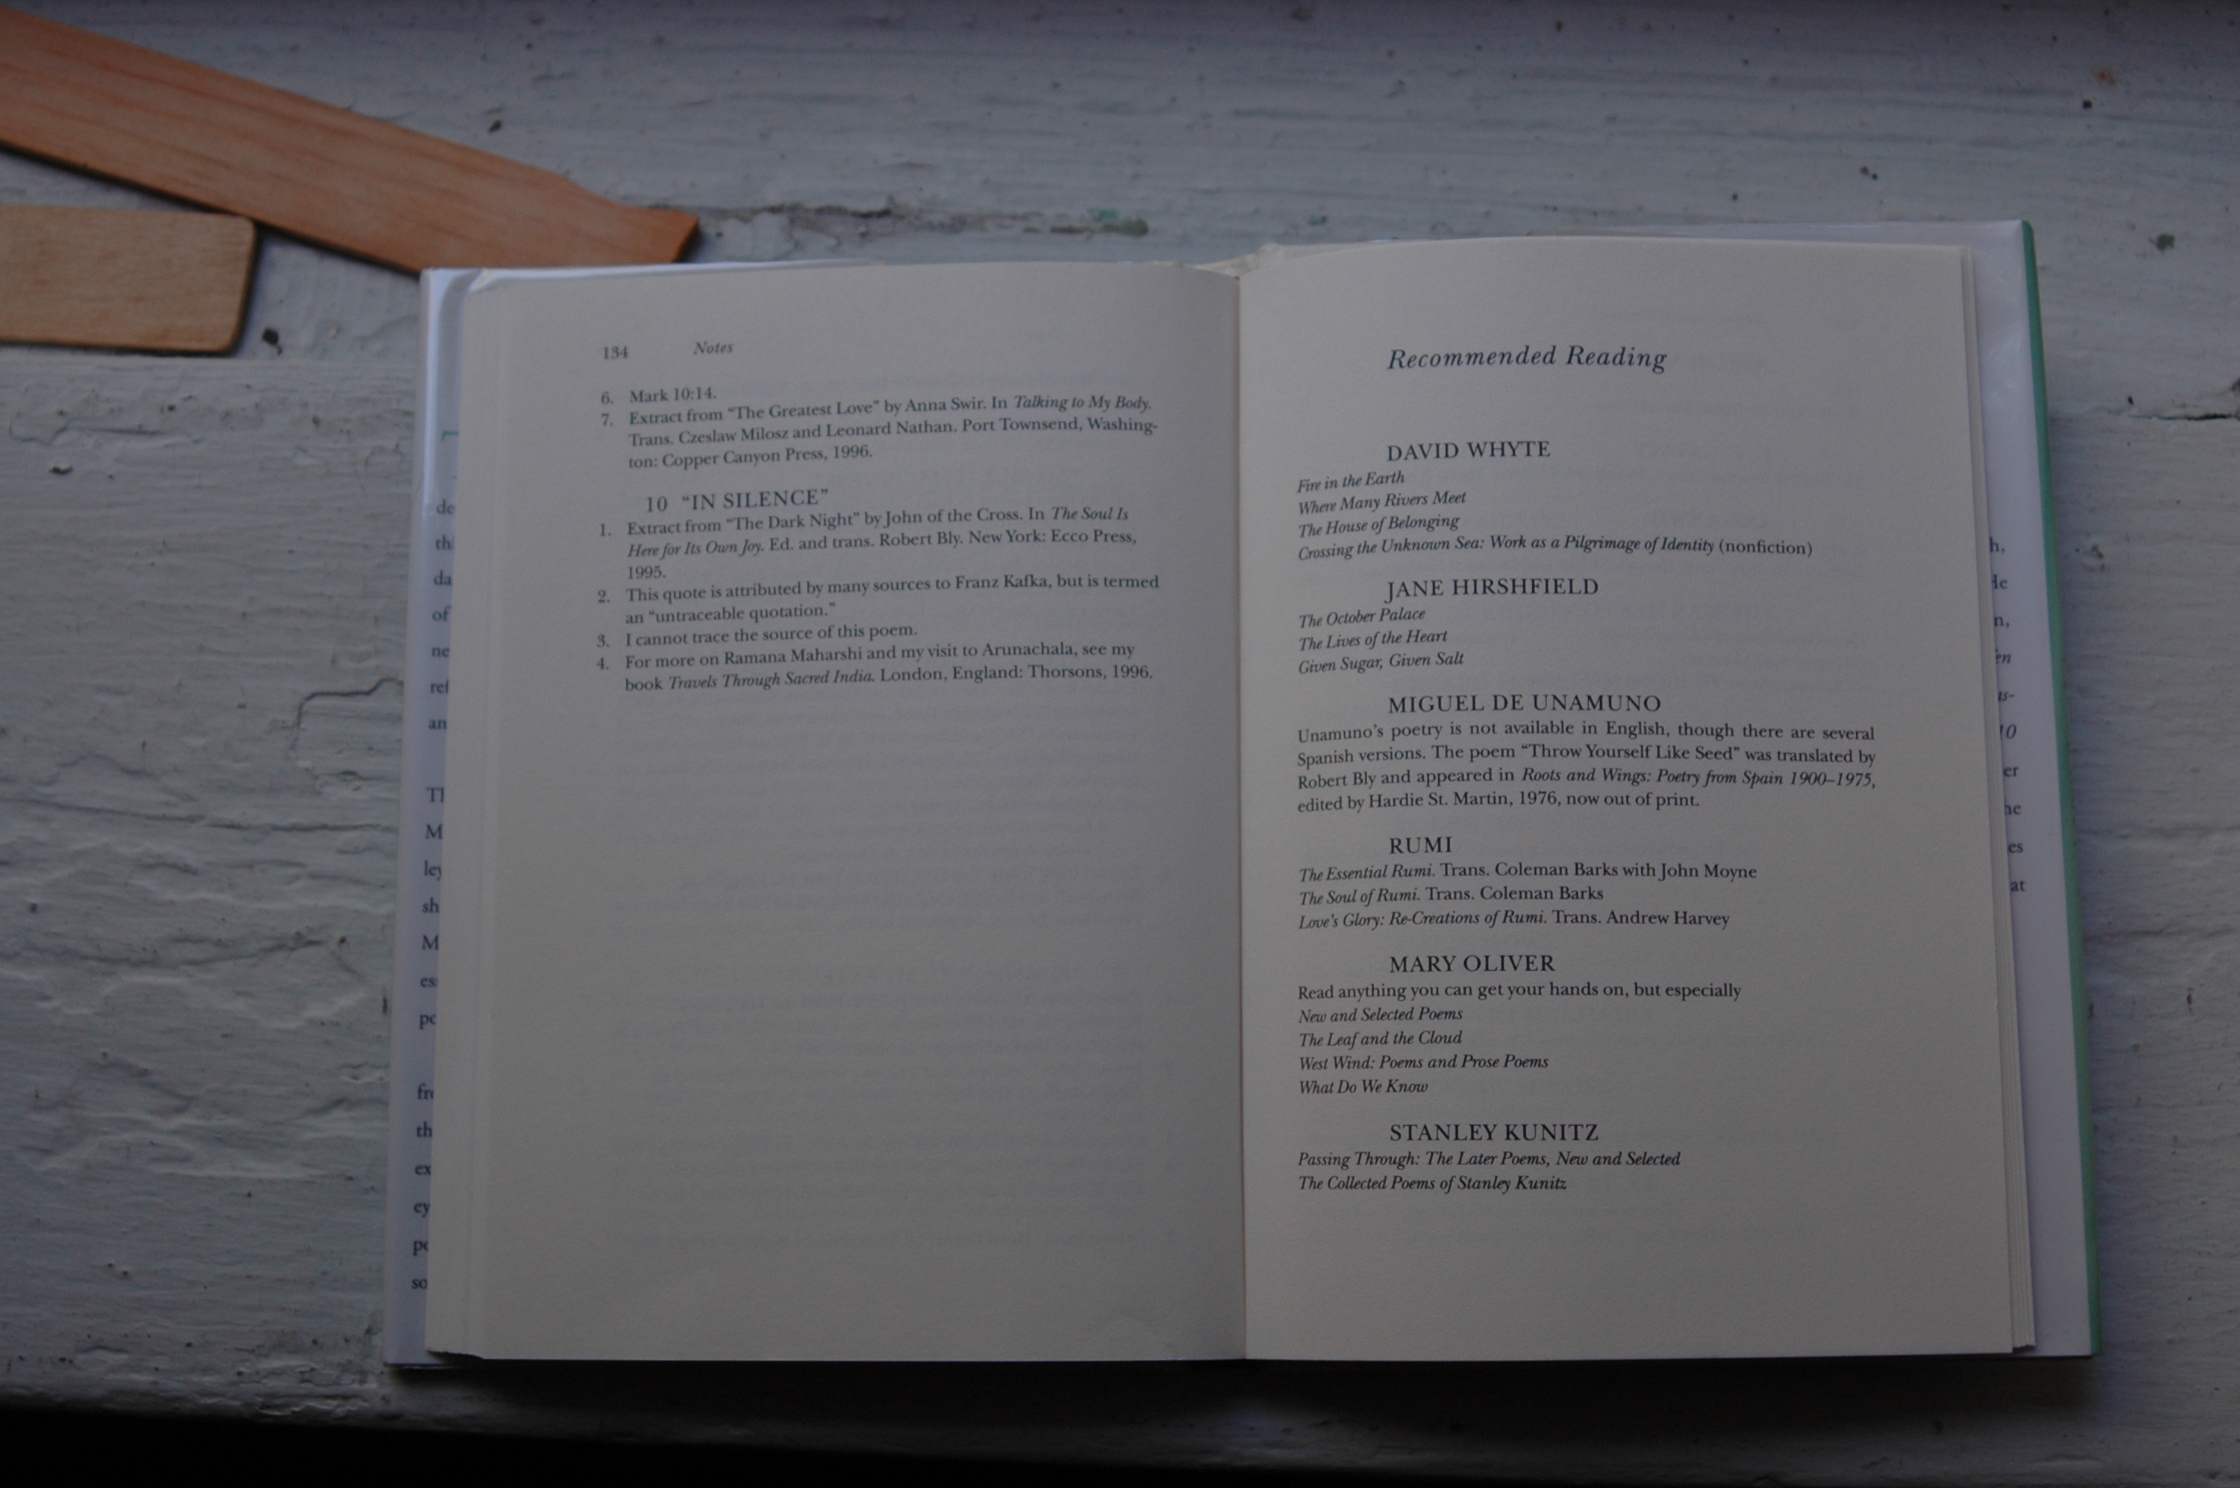 134 Notes
6. Mark 10:14.
7. Extract from “The Greatest Love” by Anna Swir. In Talking to My Body.
Trans. Czeslaw Milosz and Leonard Nathan. Port Townsend, Washing-
ton: Copper Canyon Press, 1996.
10 “IN SILENCE”
1. Extract from “The Dark Night” by John of the Cross. In The Soul Is
Here for Its Own Joy. Ed. and trans. Robert Bly. New York: Ecco Press,
1995.
2. This quote is attributed by many sources to Franz Kafka, but is termed
an “untraceable quotation.”
3. I cannot trace the source of this poem.
4. For more on Ramana Maharshi and my visit to Arunachala, see my
book Travels Through Sacred India. London, England: Thorsons, 1996.
Recommended Reading
DAVID WHYTE
Fire in the Earth
Where Many Rivers Meet
The House of Belonging
Crossing the Unknown Sea: Work as a Pilgrimage of Identity (nonfiction)
JANE HIRSHFIELD
The October Palace
The Lives of the Heart
Given Sugar, Given Salt
MIGUEL DE UNAMUNO
Unamuno’s poetry is not available in English, though there are several
Spanish versions. The poem “Throw Yourself Like Seed” was translated by
Robert Bly and appeared in Roots and Wings: Poetry from Spain 1900–1975,
edited by Hardie St. Martin, 1976, now out of print.
RUMI
The Essential Rumi. Trans. Coleman Barks with John Moyne
The Soul of Rumi. Trans. Coleman Barks
Love’s Glory: Re-Creations of Rumi. Trans. Andrew Harvey
MARY OLIVER
Read anything you can get your hands on, but especially
New and Selected Poems
The Leaf and the Cloud
West Wind: Poems and Prose Poems
What Do We Know
STANLEY KUNITZ
Passing Through: The Later Poems, New and Selected
The Collected Poems of Stanley Kunitz